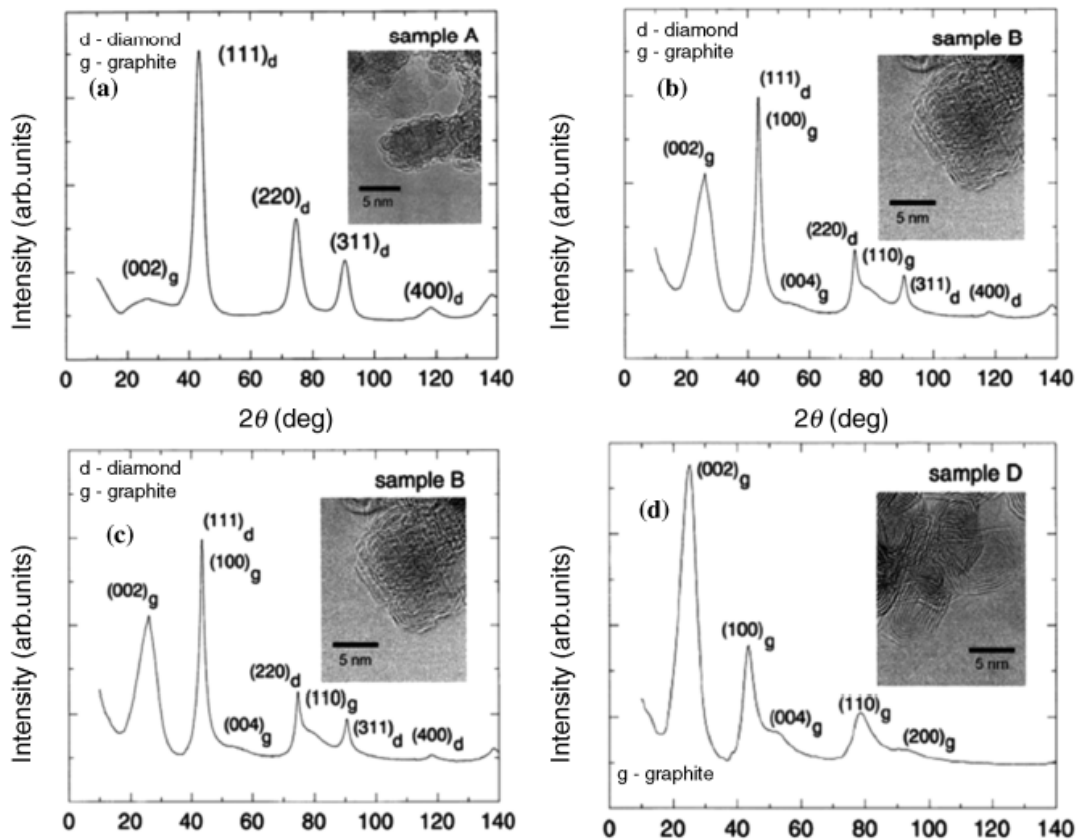 d - diamond
g - graphite
sample A
(a)
(111)d
5 nm
(220)d
(311)d
(002)g
(400)d
Intensity (arb.units)
0 20 40 60 80 100 120 140
2θ (deg)
d - diamond
g - graphite
sample B
(b)
(111)d
(100)g
(002)g
5 nm
(220)d
(110)g
(004)g
(311)d
(400)d
Intensity (arb.units)
0 20 40 60 80 100 120 140
2θ (deg)
d - diamond
g - graphite
sample B
(c)
(111)d
(100)g
(002)g
5 nm
(220)d
(110)g
(004)g
(311)d
(400)d
Intensity (arb.units)
0 20 40 60 80 100 120 140
sample D
(002)g
(d)
(100)g
5 nm
(110)g
(004)g
(200)g
g - graphite
Intensity (arb.units)
0 20 40 60 80 100 120 140